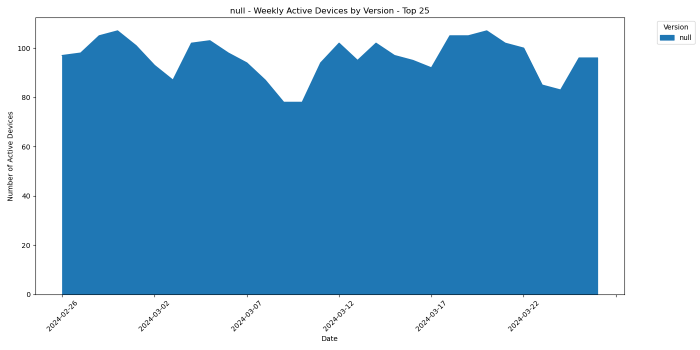 null - Weekly Active Devices by Version - Top 25
Version
null
Number of Active Devices
100
80
60
40
20
0
2024-02-26
2024-03-02
2024-03-07
2024-03-12
2024-03-17
2024-03-22
Date